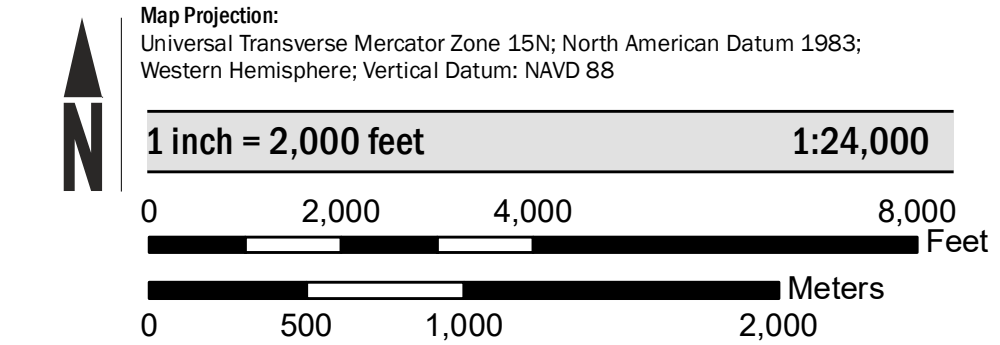 Map Projection:
Universal Transverse Mercator Zone 15N; North American Datum 1983;
Western Hemisphere; Vertical Datum: NAVD 88
N
1 inch = 2,000 feet 1:24,000
0 2,000 4,000 8,000
Feet
Meters
0 500 1,000 2,000